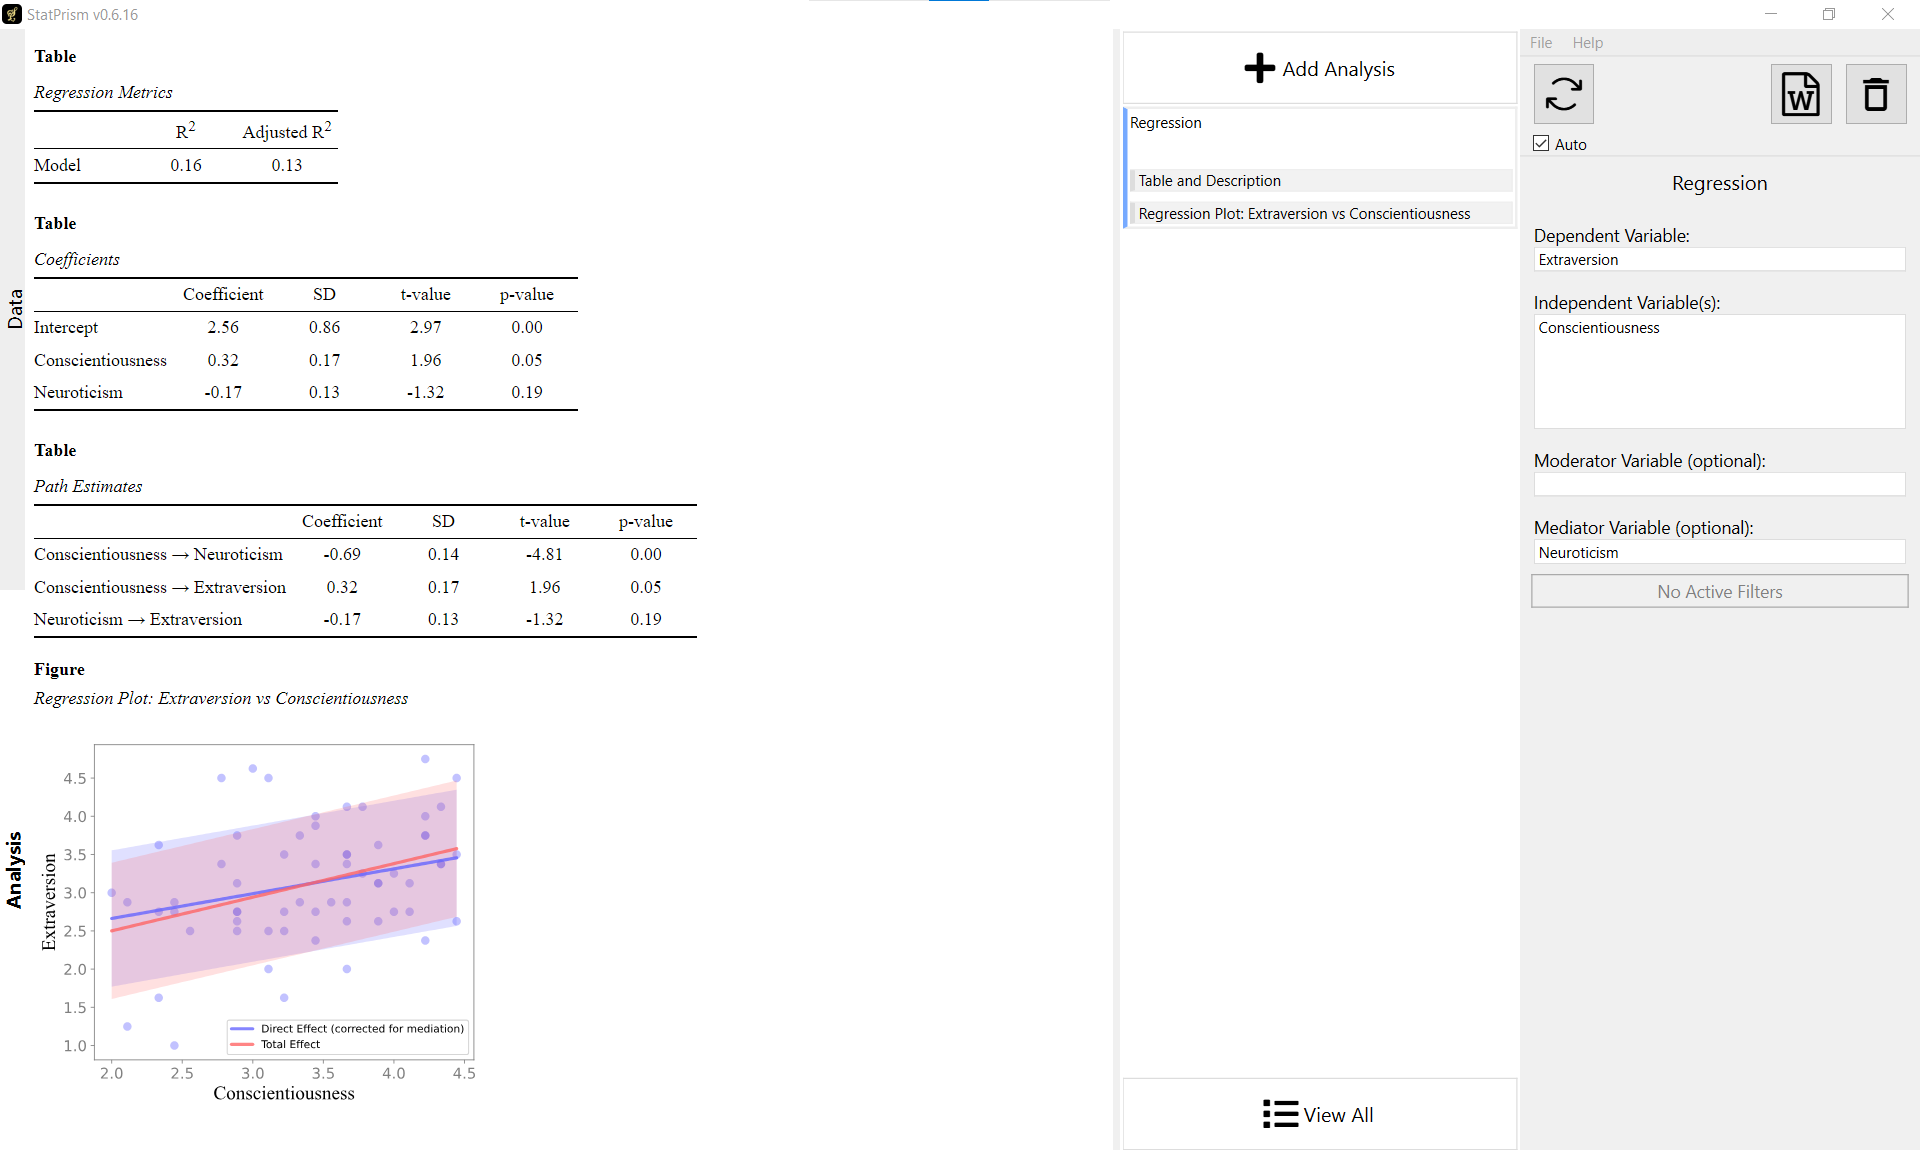 StatPrism v0.6.16
File Help
Data
Analysis
Table
Regression Metrics
R2 Adjusted R2
Model 0.16 0.13
Table
Coefficients
Coefficient SD t-value p-value
Intercept 2.56 0.86 2.97 0.00
Conscientiousness 0.32 0.17 1.96 0.05
Neuroticism -0.17 0.13 -1.32 0.19
Table
Path Estimates
Coefficient SD t-value p-value
Conscientiousness → Neuroticism -0.69 0.14 -4.81 0.00
Conscientiousness → Extraversion 0.32 0.17 1.96 0.05
Neuroticism → Extraversion -0.17 0.13 -1.32 0.19
Figure
Regression Plot: Extraversion vs Conscientiousness
Extraversion
4.5
4.0
3.5
3.0
2.5
2.0
1.5
1.0
Direct Effect (corrected for mediation)
Total Effect
2.0 2.5 3.0 3.5 4.0 4.5
Conscientiousness
Add Analysis
Regression
Table and Description
Regression Plot: Extraversion vs Conscientiousness
View All
W
Auto
Regression
Dependent Variable:
Extraversion
Independent Variable(s):
Conscientiousness
Moderator Variable (optional):
Mediator Variable (optional):
Neuroticism
No Active Filters